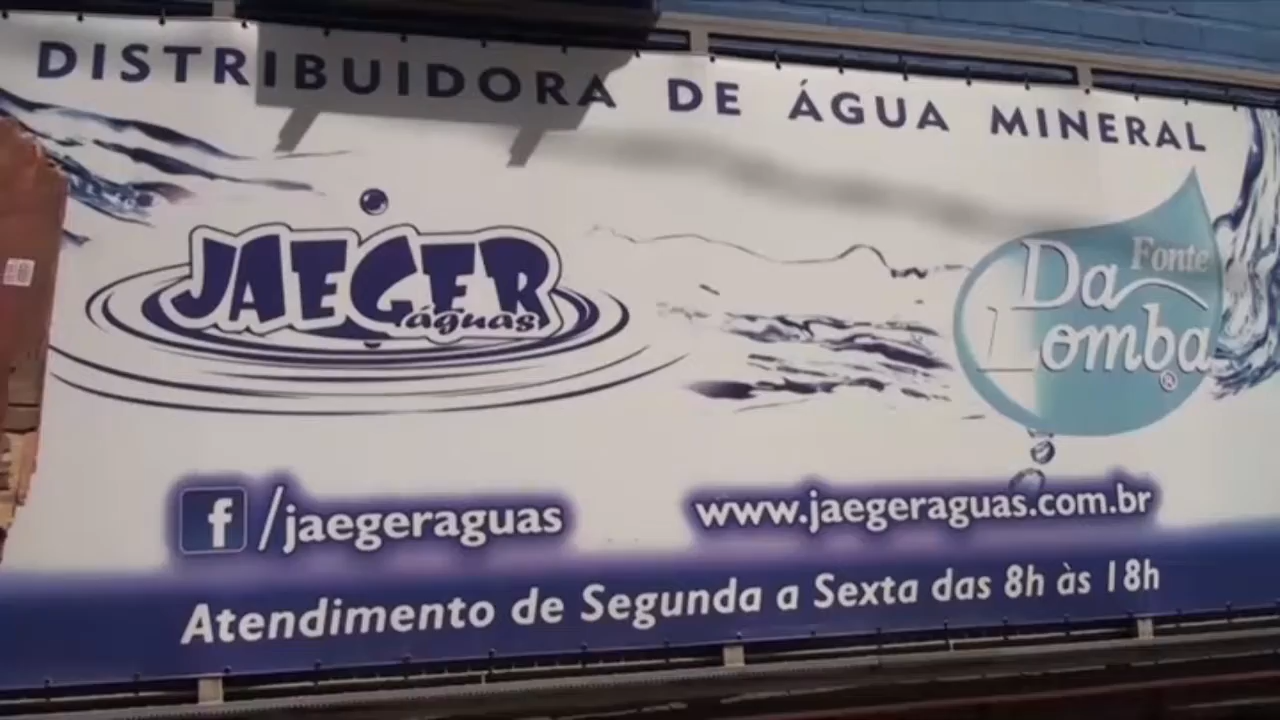 DISTRIBUIDORA DE ÁGUA MINERAL
JAEGER
águas
Fonte
Da
Lomba®
f/jaegeraguas
www.jaegeraguas.com.br
Atendimento de Segunda a Sexta das 8h às 18h